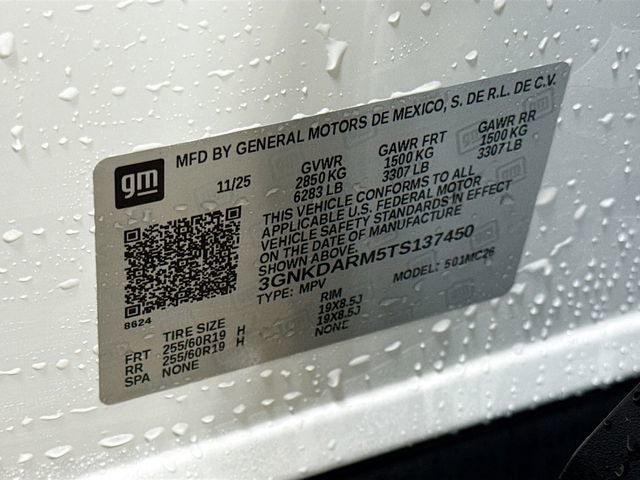 MFD BY GENERAL MOTORS DE MEXICO, S. DE R.L. DE C.V.
gm
11/25
GVWR GAWR FRT GAWR RR
2850 KG 1500 KG 1500 KG
6283 LB 3307 LB 3307 LB
THIS VEHICLE CONFORMS TO ALL
APPLICABLE U.S. FEDERAL MOTOR
VEHICLE SAFETY STANDARDS IN EFFECT
ON THE DATE OF MANUFACTURE
SHOWN ABOVE.
3GNKDARM5TS137450
TYPE: MPV MODEL: 501MC26
8624
TIRE SIZE RIM
FRT 255/60R19 H 19X8.5J
RR 255/60R19 H 19X8.5J
SPA NONE NONE